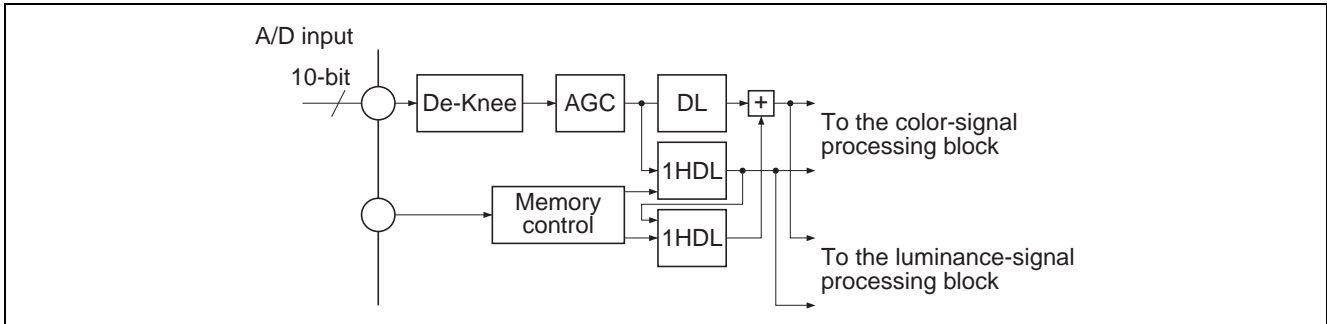 A/D input
10-bit
De-Knee
AGC
DL
+
To the color-signal
processing block
1HDL
Memory
control
1HDL
To the luminance-signal
processing block